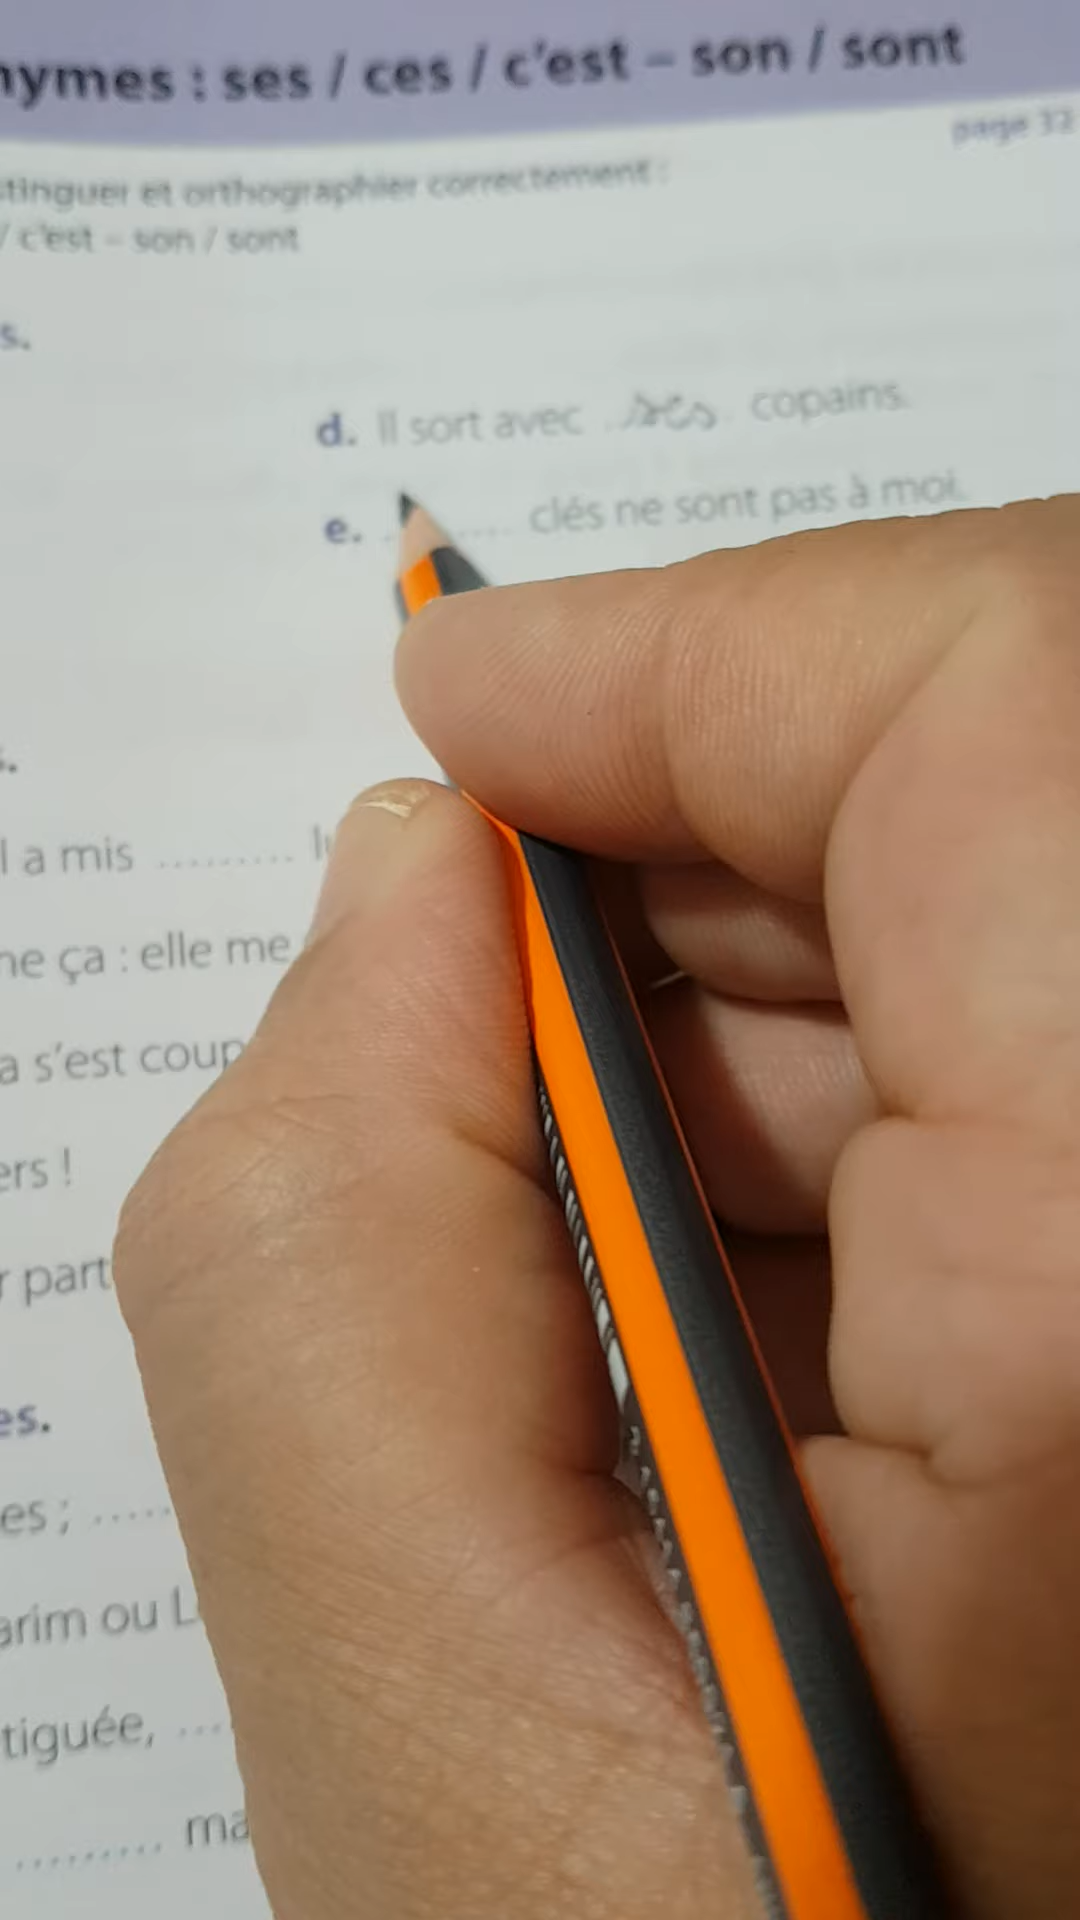 nymes : ses / ces / c'est – son / sont
page 32
stinguer et orthographier correctement :
/ c'est – son / sont
s.
d. Il sort avec ses copains.
e. ........ clés ne sont pas à moi.
s.
l a mis ..........
me ça : elle me
a s'est coup
ers !
r part
es.
es ; .....
arim ou L
tiguée, ...
.......... ma